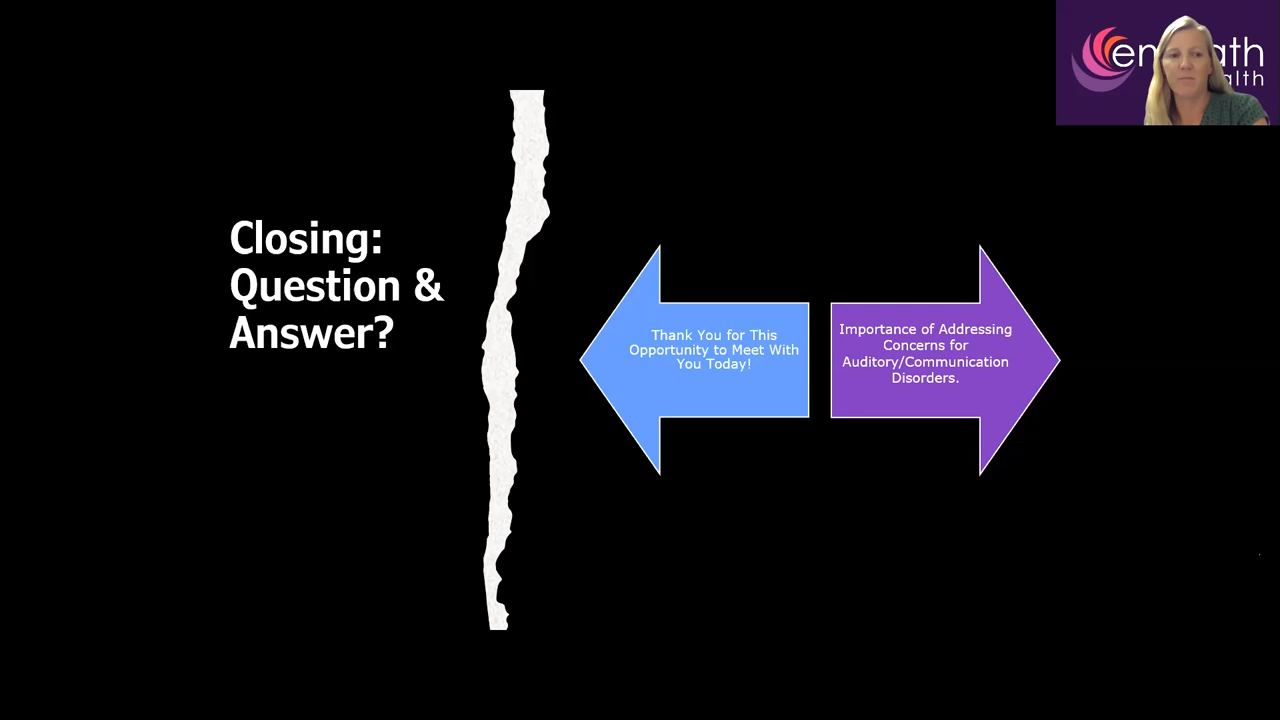 Closing:
Question &
Answer?
Thank You for This
Opportunity to Meet With
You Today!
Importance of Addressing
Concerns for
Auditory/Communication
Disorders.